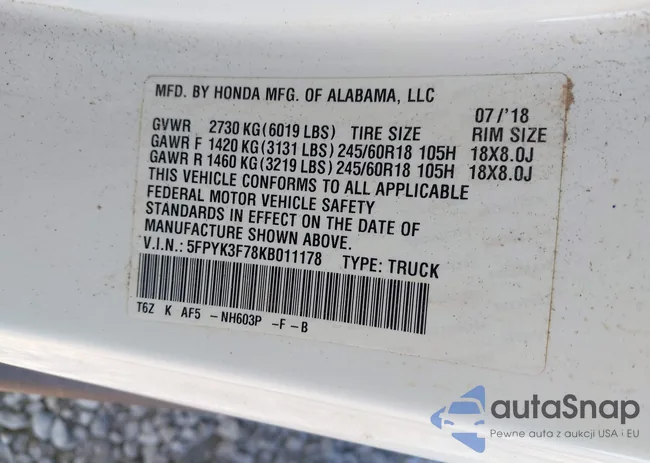 MFD. BY HONDA MFG. OF ALABAMA, LLC
07/'18
GVWR 2730 KG(6019 LBS) TIRE SIZE RIM SIZE
GAWR F 1420 KG(3131 LBS) 245/60R18 105H 18X8.0J
GAWR R 1460 KG(3219 LBS) 245/60R18 105H 18X8.0J
THIS VEHICLE CONFORMS TO ALL APPLICABLE
FEDERAL MOTOR VEHICLE SAFETY
STANDARDS IN EFFECT ON THE DATE OF
MANUFACTURE SHOWN ABOVE.
V.I.N.: 5FPYK3F78KB011178 TYPE: TRUCK
T6Z K AF5 -NH603P -F -B
autaSnap
Pewne auta z aukcji USA i EU